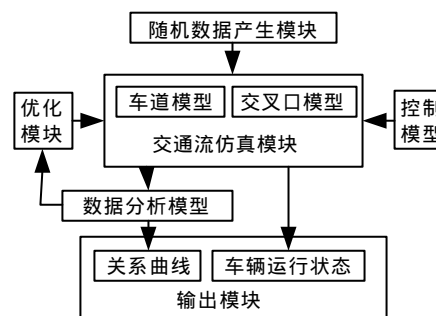 随机数据产生模块
车道模型
交叉口模型
交通流仿真模块
优化
模块
控制
模型
数据分析模型
关系曲线
车辆运行状态
输出模块